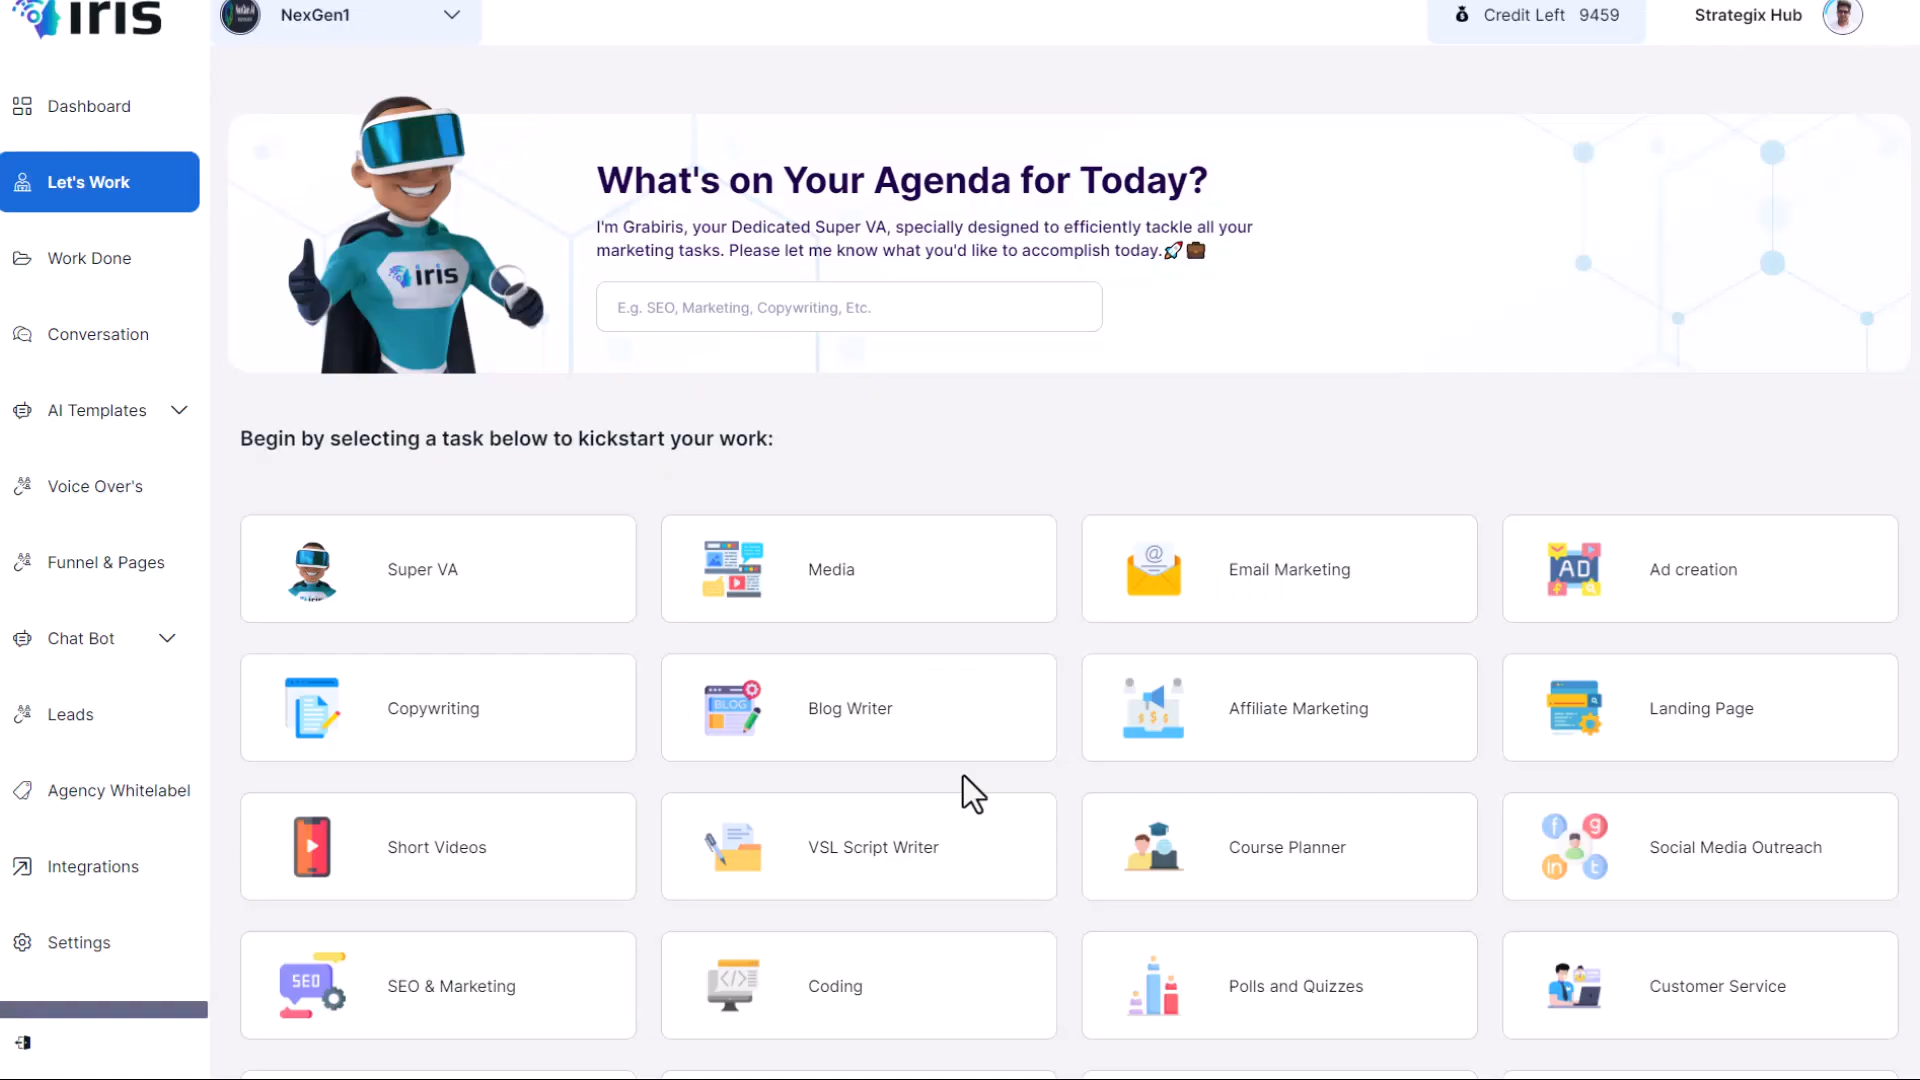 iris
NexGen1
Credit Left 9459
Strategix Hub
Dashboard
Let's Work
Work Done
Conversation
AI Templates
Voice Over's
Funnel & Pages
Chat Bot
Leads
Agency Whitelabel
Integrations
Settings
iris
What's on Your Agenda for Today?
I'm Grabiris, your Dedicated Super VA, specially designed to efficiently tackle all your
marketing tasks. Please let me know what you'd like to accomplish today.🚀💼
E.g. SEO, Marketing, Copywriting, Etc.
Begin by selecting a task below to kickstart your work:
Super VA
Media
@
Email Marketing
AD
Ad creation
Copywriting
BLOG
Blog Writer
$ $ $
Affiliate Marketing
Landing Page
Short Videos
VSL Script Writer
Course Planner
f g
in t
Social Media Outreach
SEO
SEO & Marketing
</>
Coding
Polls and Quizzes
Customer Service